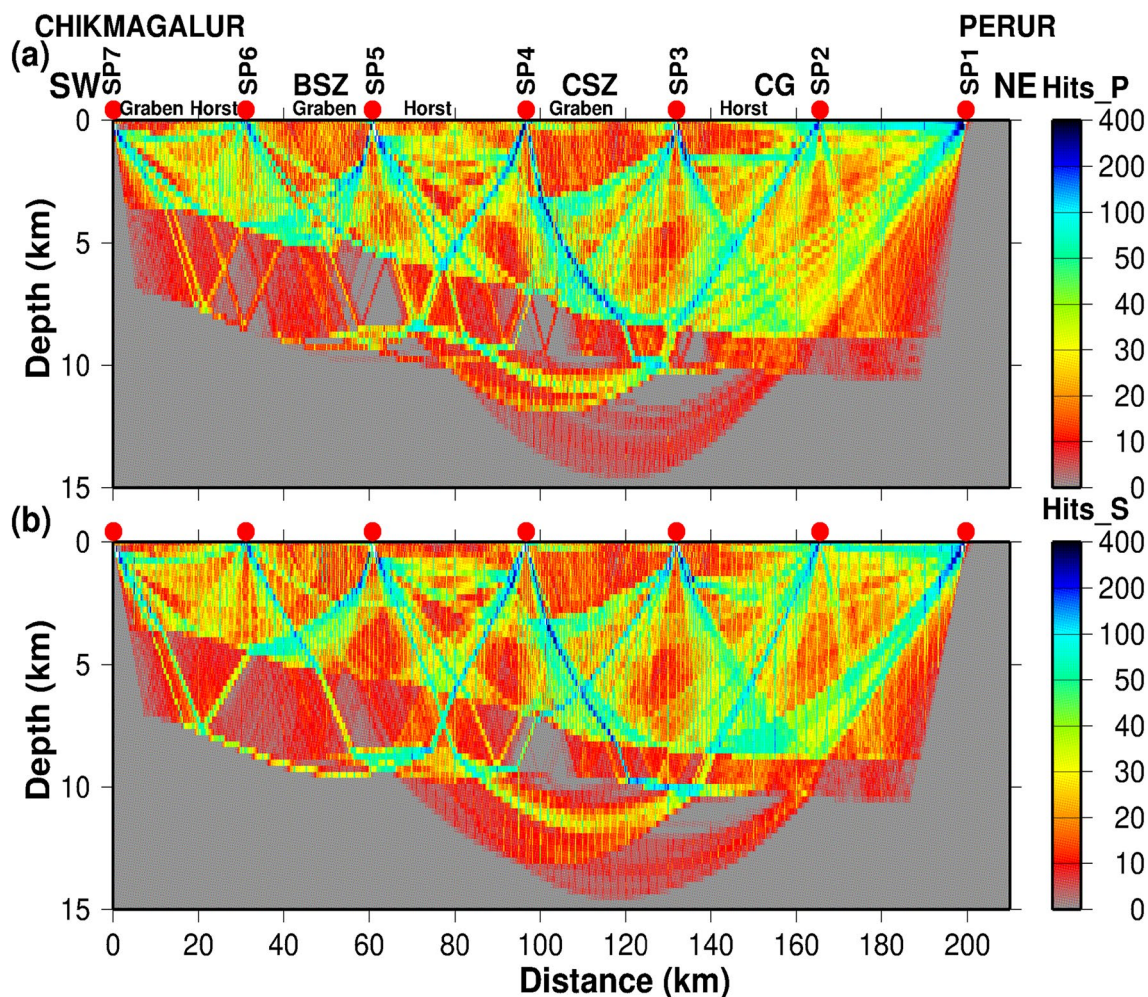 CHIKMAGALUR PERUR
(a)
SP7 SP6 SP5 SP4 SP3 SP2 SP1
SW BSZ CSZ CG NE Hits_P
Graben Horst Graben Horst Graben Horst
0 400
200
5 100
40
30
10 20
10
15 0
Depth (km)
(b) Hits_S
0 400
200
5 100
40
30
10 20
10
15 0
Depth (km)
0 20 40 60 80 100 120 140 160 180 200
Distance (km)